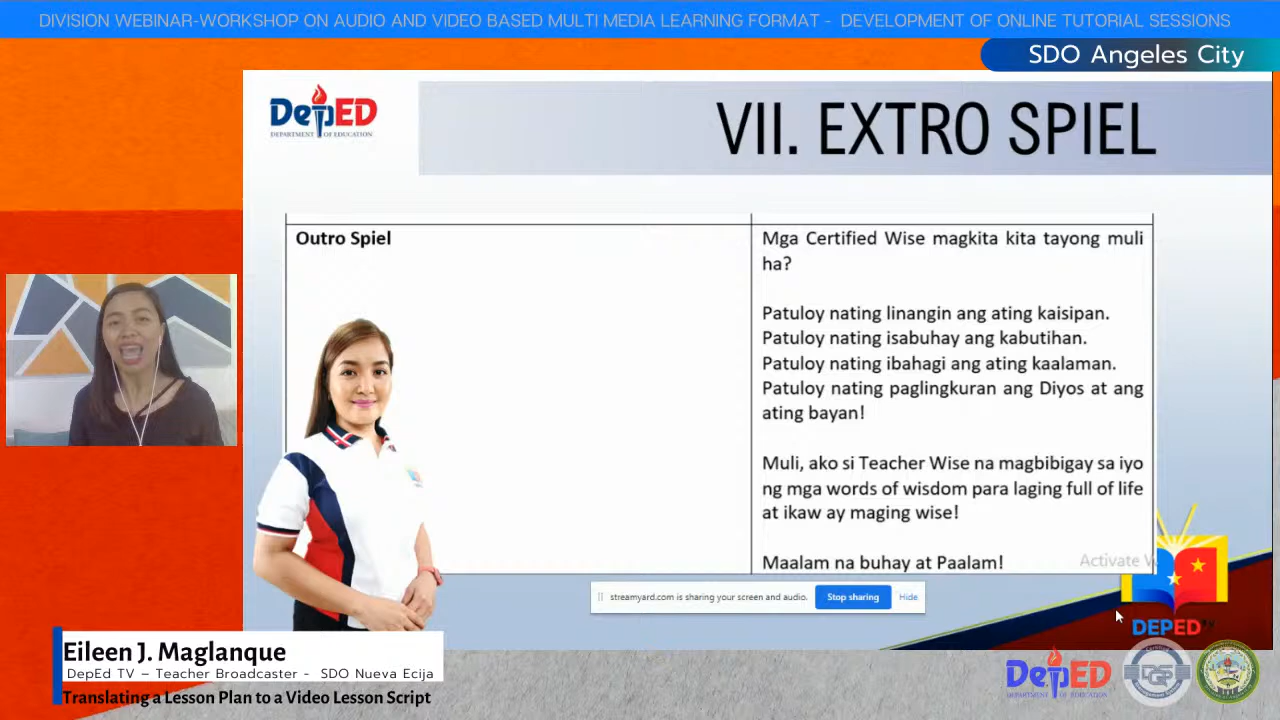 DIVISION WEBINAR-WORKSHOP ON AUDIO AND VIDEO BASED MULTI MEDIA LEARNING FORMAT - DEVELOPMENT OF ONLINE TUTORIAL SESSIONS
SDO Angeles City
DepED
DEPARTMENT OF EDUCATION
VII. EXTRO SPIEL
Outro Spiel
Mga Certified Wise magkita kita tayong muli
ha?
Patuloy nating linangin ang ating kaisipan.
Patuloy nating isabuhay ang kabutihan.
Patuloy nating ibahagi ang ating kaalaman.
Patuloy nating paglingkuran ang Diyos at ang
ating bayan!
Muli, ako si Teacher Wise na magbibigay sa iyo
ng mga words of wisdom para laging full of life
at ikaw ay maging wise!
Maalam na buhay at Paalam!
Activate
streamyard.com is sharing your screen and audio.
Stop sharing
Hide
DEPED TV
Eileen J. Maglanque
DepEd TV – Teacher Broadcaster - SDO Nueva Ecija
Translating a Lesson Plan to a Video Lesson Script
DepED
DEPARTMENT OF EDUCATION